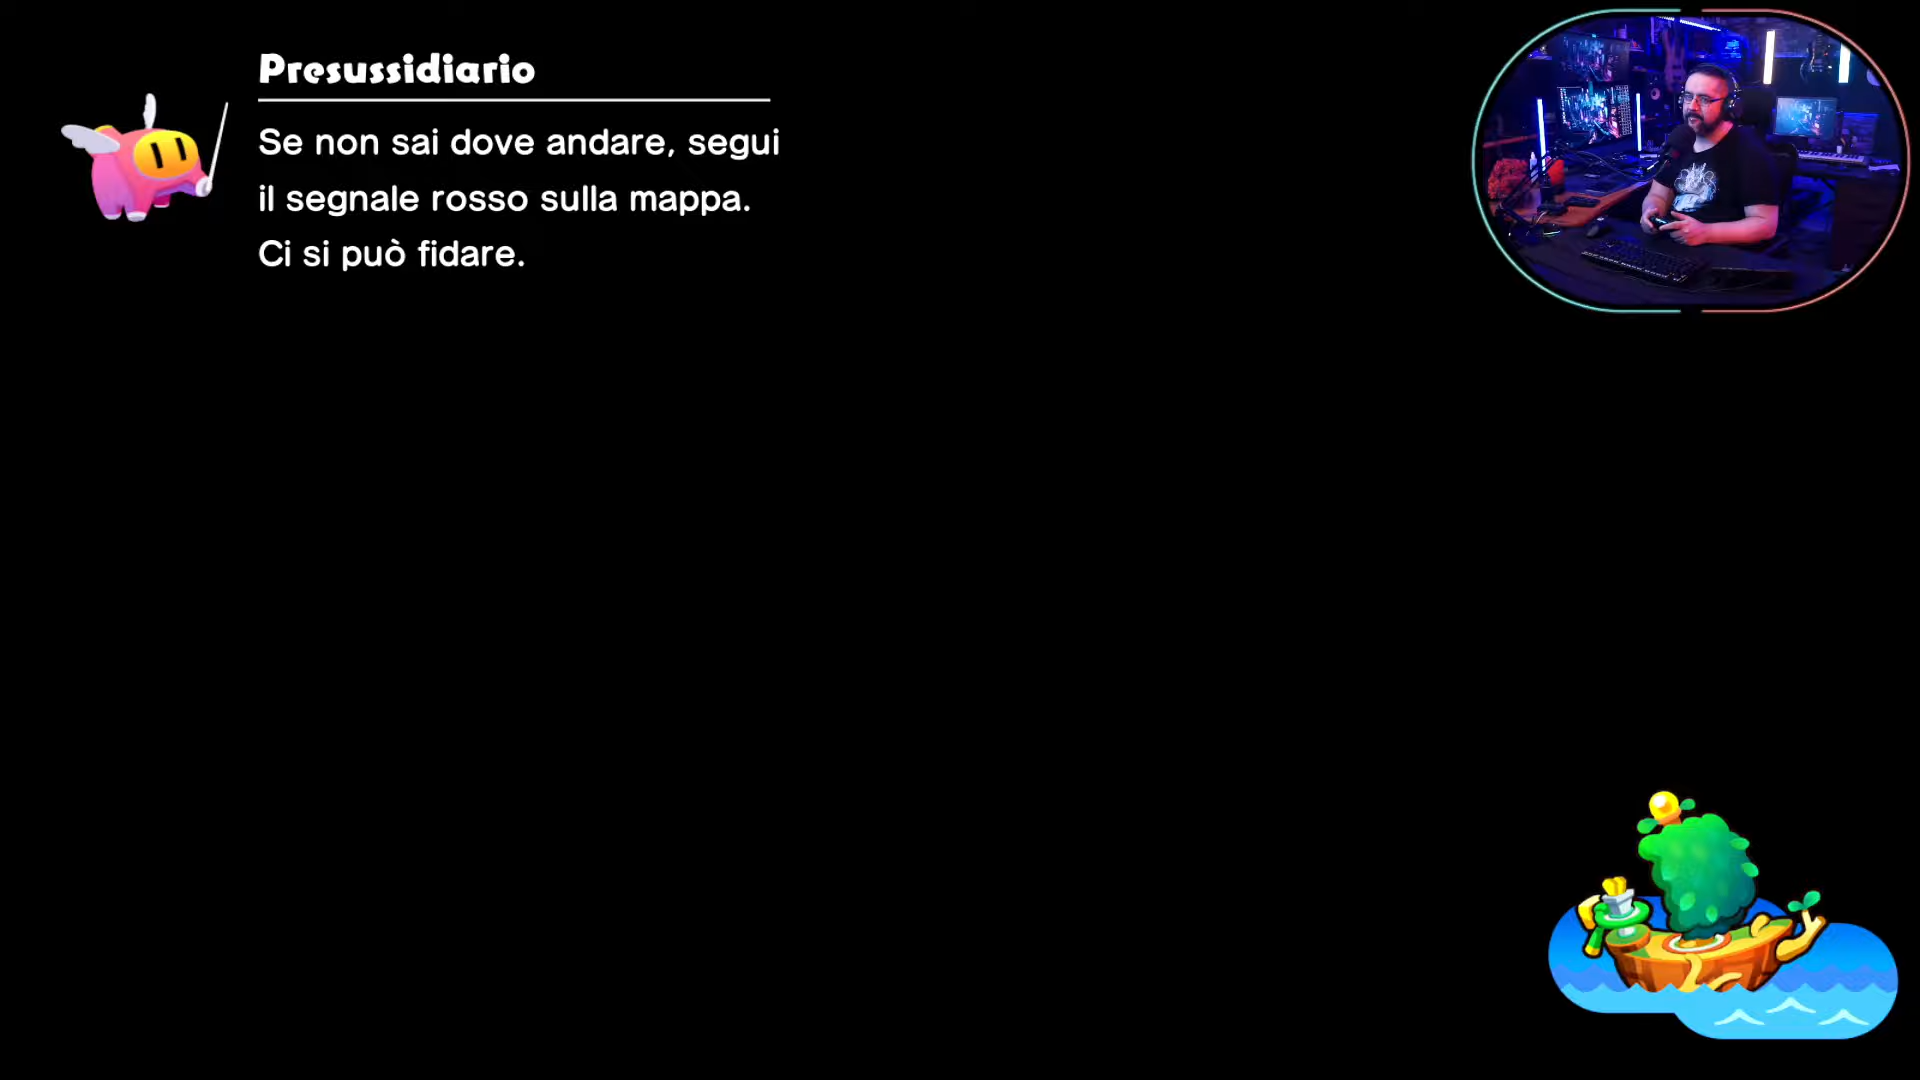 Presussidiario
Se non sai dove andare, segui
il segnale rosso sulla mappa.
Ci si può fidare.